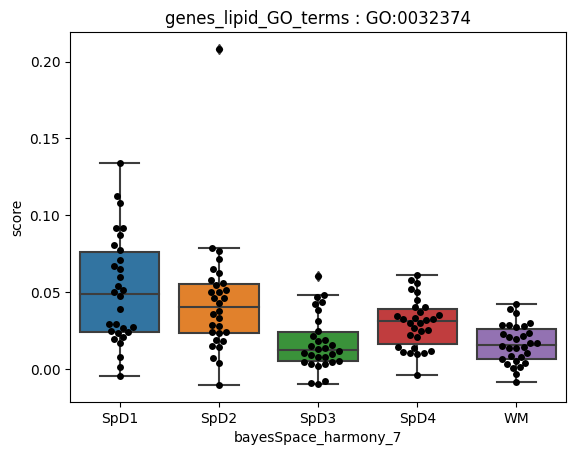 genes_lipid_GO_terms : GO:0032374
0.20
0.15
0.10
0.05
0.00
score
SpD1 SpD2 SpD3 SpD4 WM
bayesSpace_harmony_7